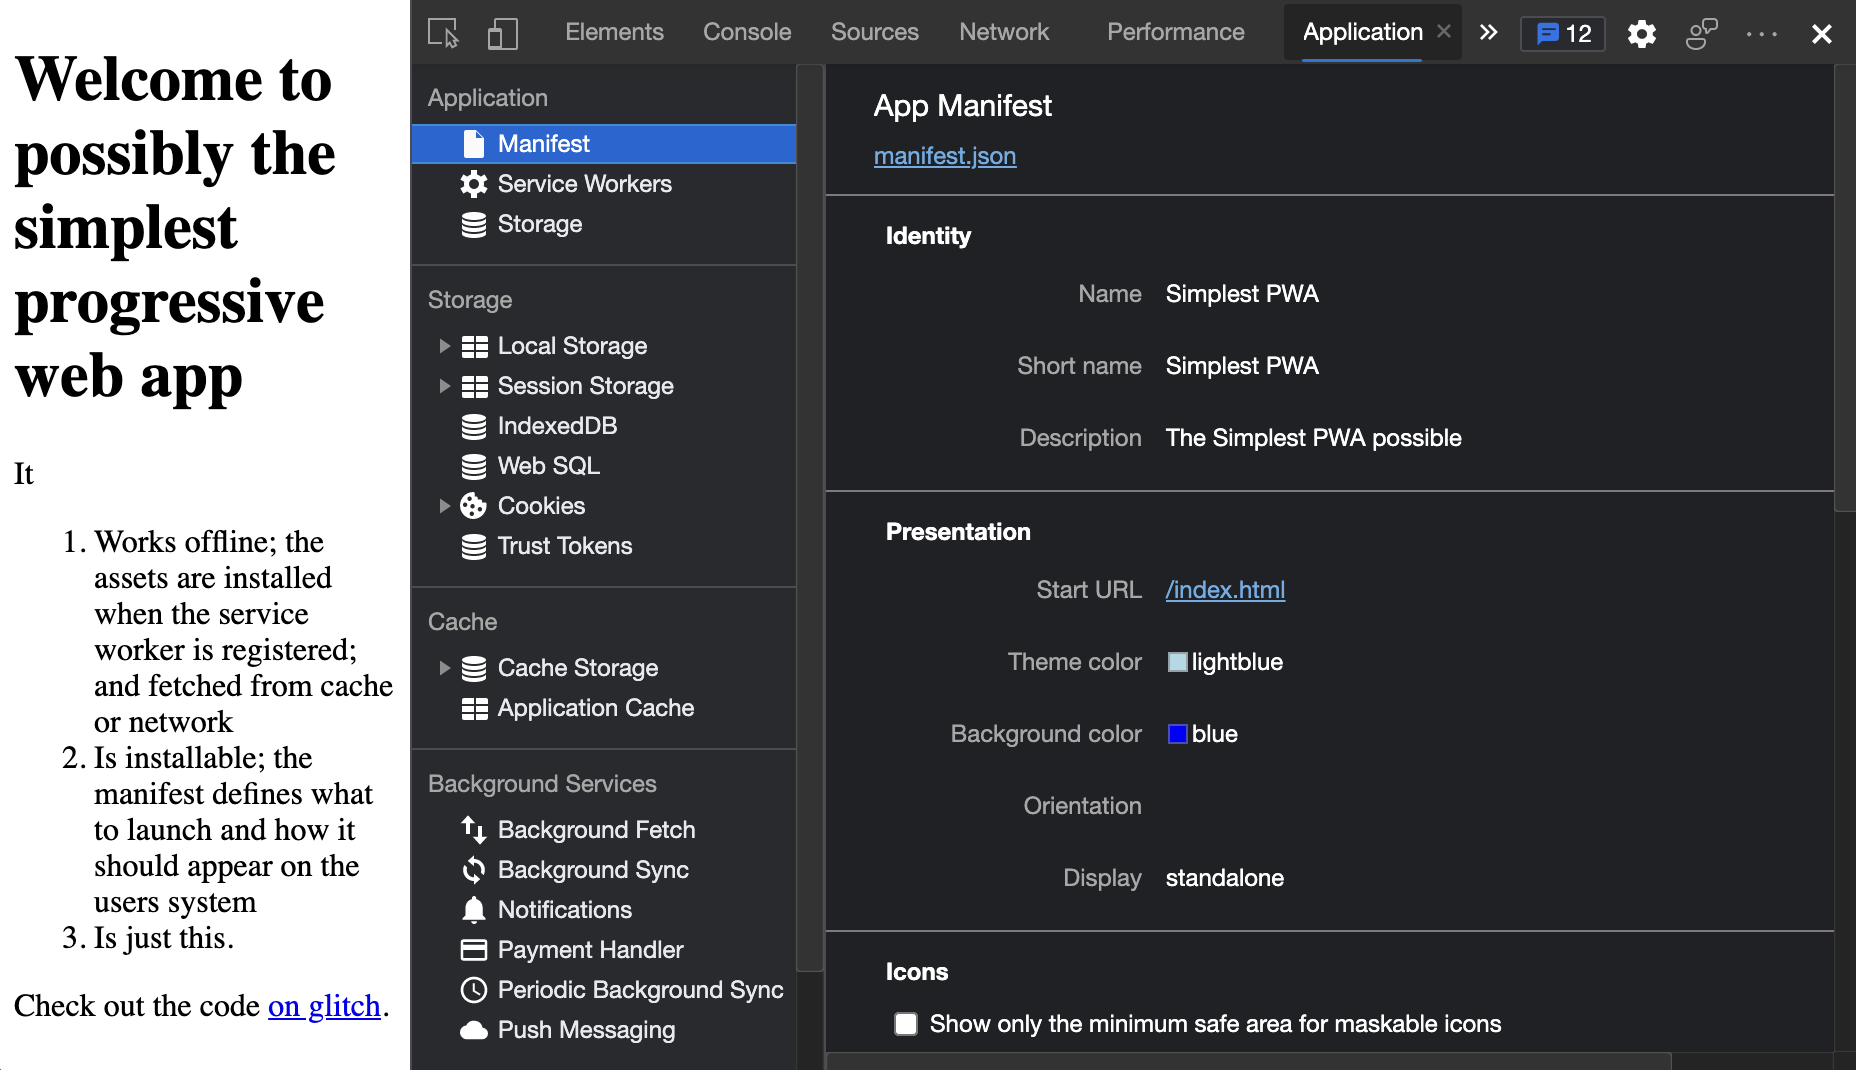 Welcome to
possibly the
simplest
progressive
web app
It
1. Works offline; the
assets are installed
when the service
worker is registered;
and fetched from cache
or network
2. Is installable; the
manifest defines what
to launch and how it
should appear on the
users system
3. Is just this.
Check out the code on glitch.
Elements Console Sources Network Performance Application 12
Application
Manifest
Service Workers
Storage
Storage
Local Storage
Session Storage
IndexedDB
Web SQL
Cookies
Trust Tokens
Cache
Cache Storage
Application Cache
Background Services
Background Fetch
Background Sync
Notifications
Payment Handler
Periodic Background Sync
Push Messaging
App Manifest
manifest.json
Identity
Name Simplest PWA
Short name Simplest PWA
Description The Simplest PWA possible
Presentation
Start URL /index.html
Theme color lightblue
Background color blue
Orientation
Display standalone
Icons
Show only the minimum safe area for maskable icons